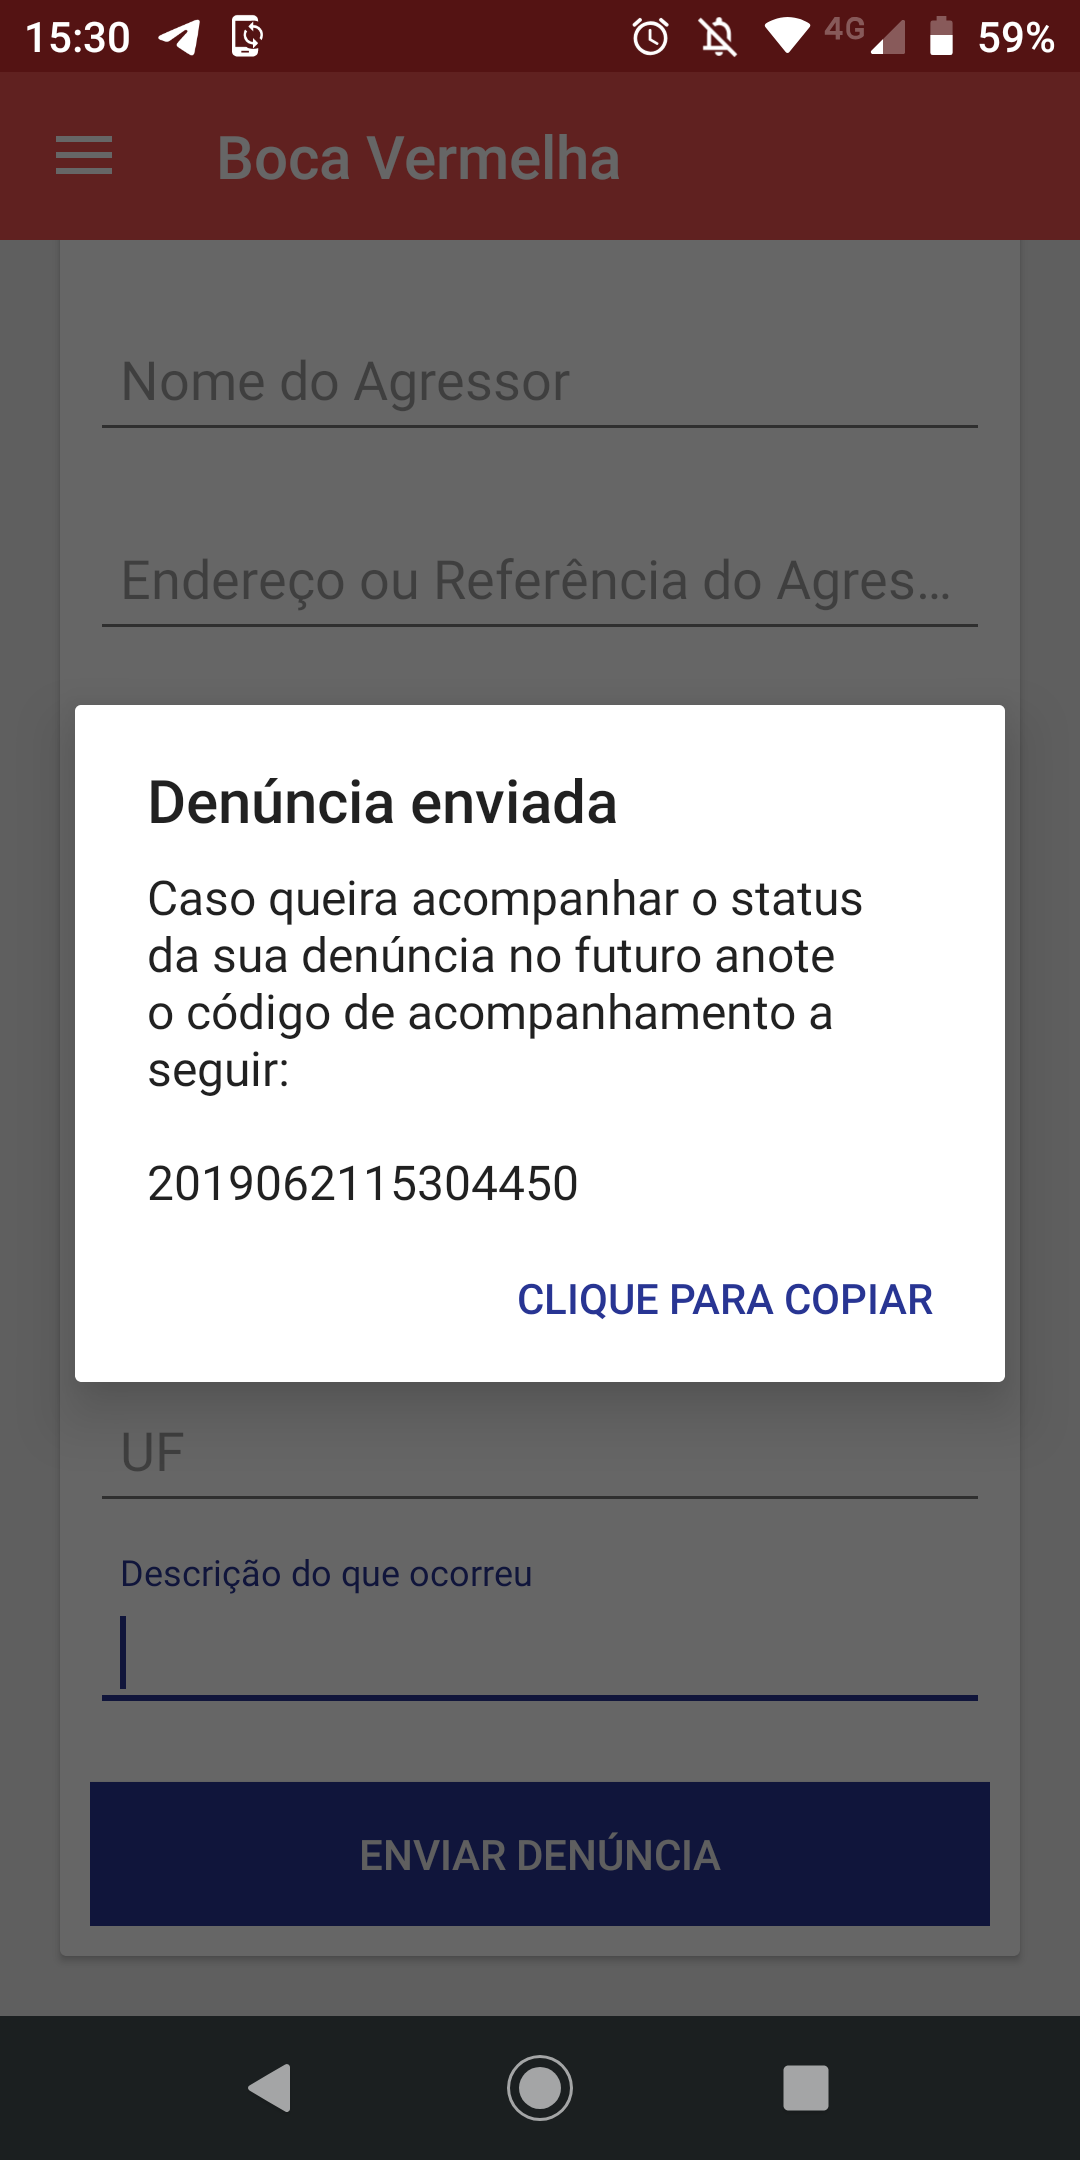 15:30
4G
59%
Boca Vermelha
Nome do Agressor
Endereço ou Referência do Agres...
Denúncia enviada
Caso queira acompanhar o status
da sua denúncia no futuro anote
o código de acompanhamento a
seguir:
2019062115304450
CLIQUE PARA COPIAR
UF
Descrição do que ocorreu
ENVIAR DENÚNCIA